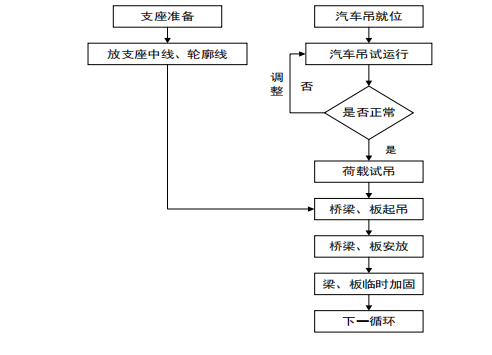 支座准备
汽车吊就位
放支座中线、轮廓线
汽车吊试运行
调
整
否
是否正常
是
荷载试吊
桥梁、板起吊
桥梁、板安放
梁、板临时加固
下一循环